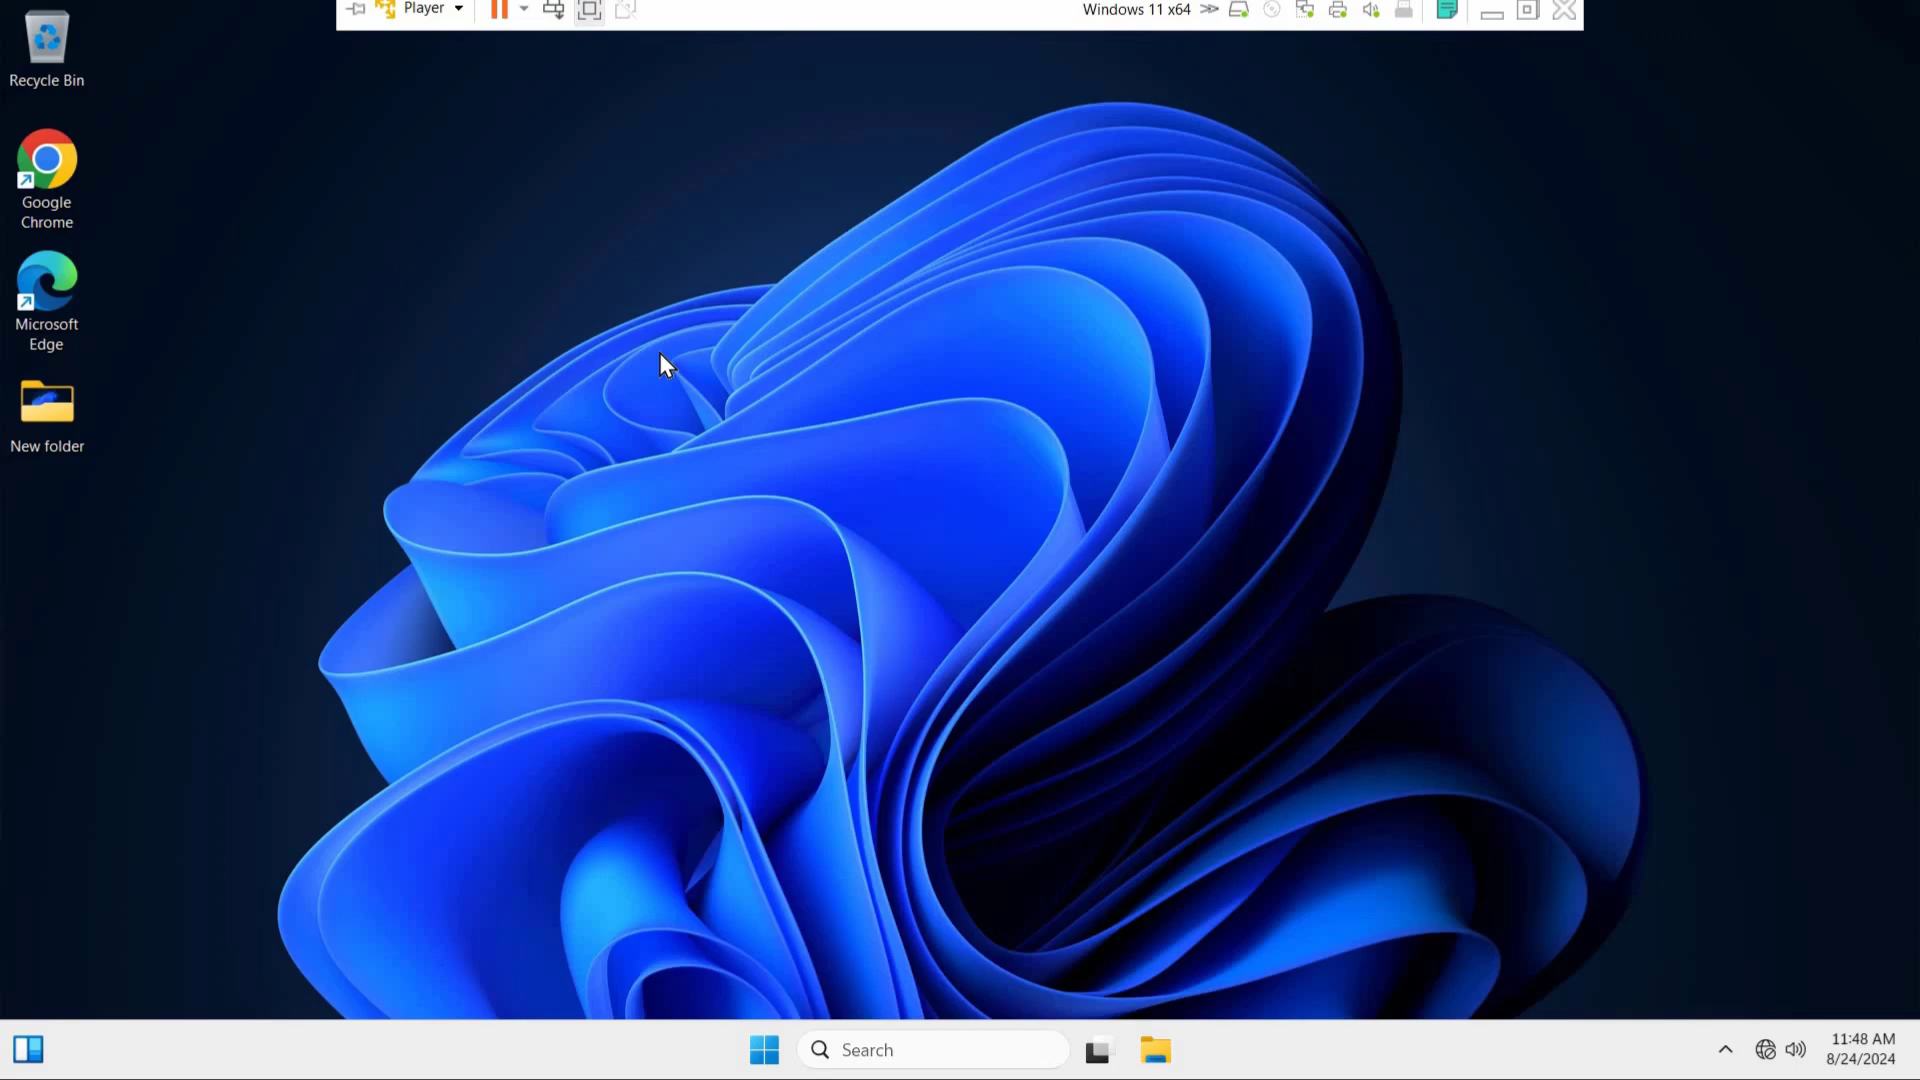 Player
Windows 11 x64
Recycle Bin
Google
Chrome
Microsoft
Edge
New folder
Search
11:48 AM
8/24/2024